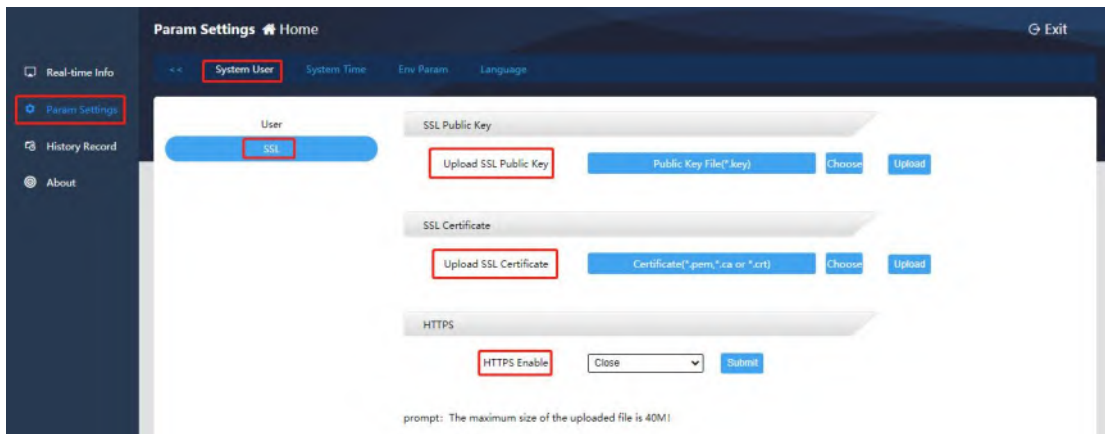 Param Settings Home
Exit
Real-time Info
Param Settings
History Record
About
<< System User System Time Env Param Language
User
SSL
SSL Public Key
Upload SSL Public Key Public Key File(*.key) Choose Upload
SSL Certificate
Upload SSL Certificate Certificate(*.pem,*.ca or *.crt) Choose Upload
HTTPS
HTTPS Enable Close Submit
prompt: The maximum size of the uploaded file is 40M!